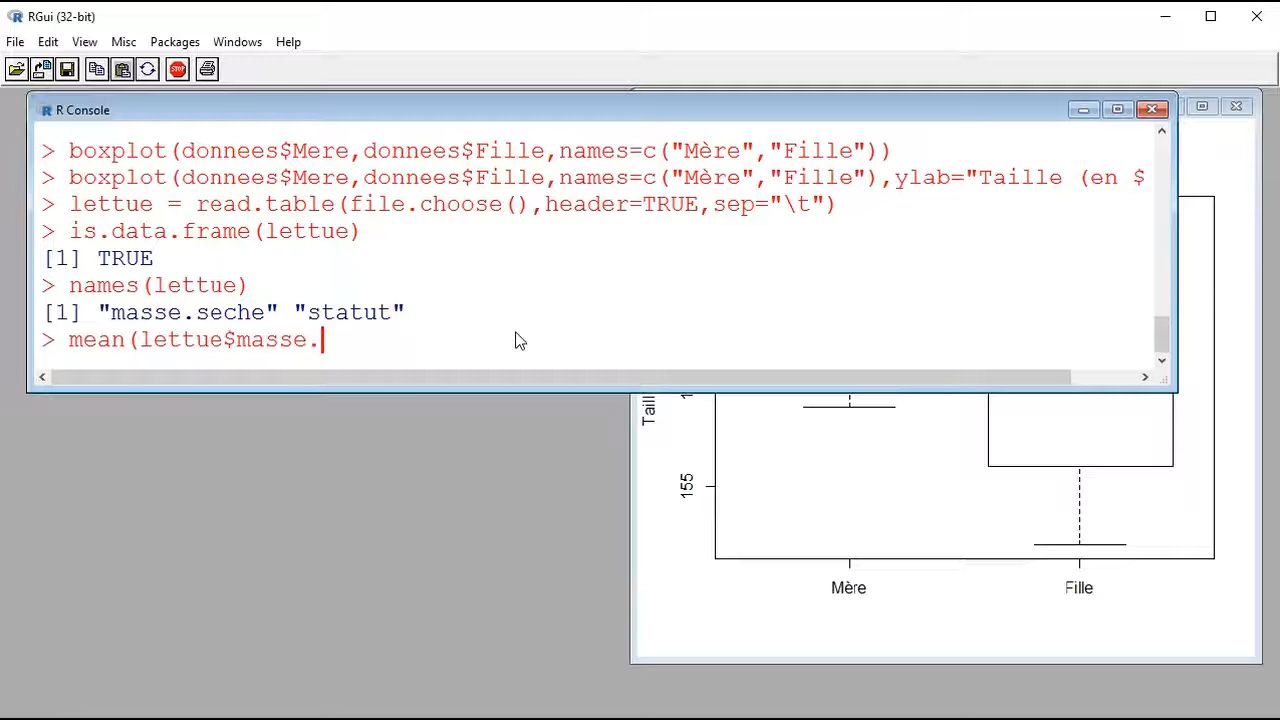 RGui (32-bit)
File Edit View Misc Packages Windows Help
STOP
R Console
> boxplot(donnees$Mere,donnees$Fille,names=c("Mère","Fille"))
> boxplot(donnees$Mere,donnees$Fille,names=c("Mère","Fille"),ylab="Taille (en $
> lettue = read.table(file.choose(),header=TRUE,sep="\t")
> is.data.frame(lettue)
[1] TRUE
> names(lettue)
[1] "masse.seche" "statut"
> mean(lettue$masse.
Taill
155
Mère Fille